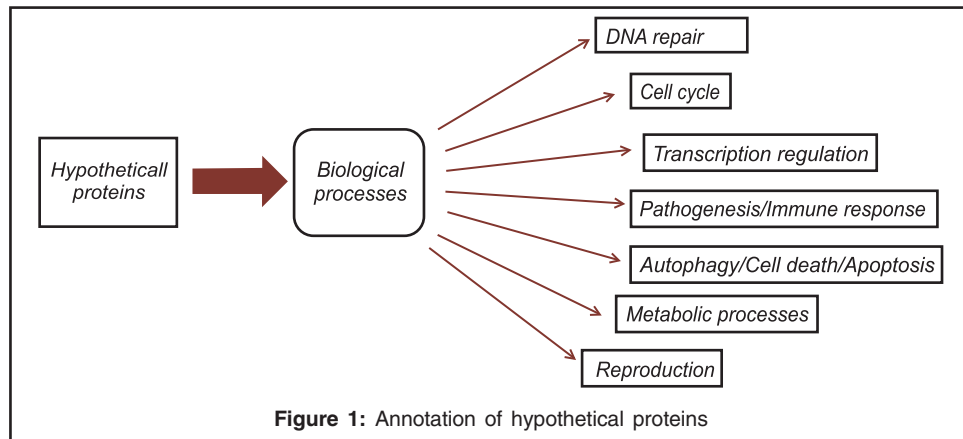 Hypotheticall
proteins
Biological
processes
DNA repair
Cell cycle
Transcription regulation
Pathogenesis/Immune response
Autophagy/Cell death/Apoptosis
Metabolic processes
Reproduction
Figure 1: Annotation of hypothetical proteins